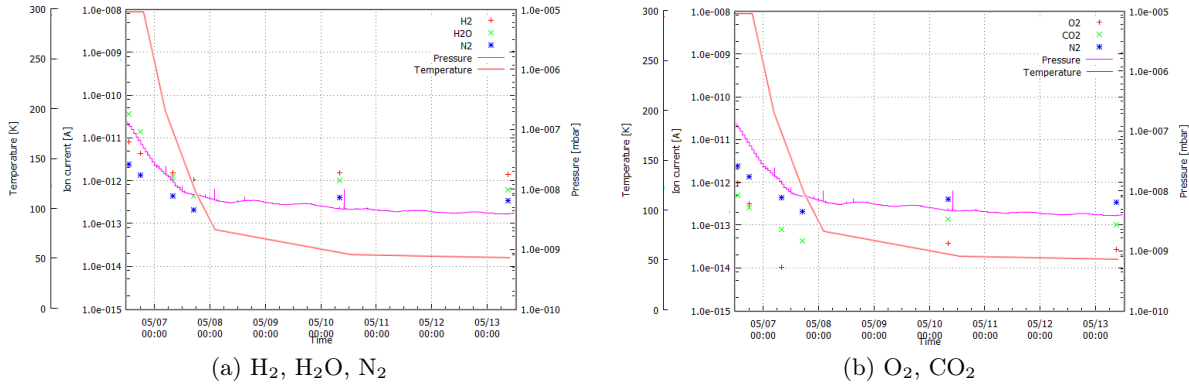 300
250
200
150
100
50
0
Temperature [K]
1.0e-008
1.0e-009
1.0e-010
1.0e-011
1.0e-012
1.0e-013
1.0e-014
1.0e-015
Ion current [A]
H2
H2O
N2
Pressure
Temperature
1.0e-005
1.0e-006
1.0e-007
1.0e-008
1.0e-009
1.0e-010
Pressure [mbar]
05/07 05/08 05/09 05/10 05/11 05/12 05/13
00:00 00:00 00:00 00:00 00:00 00:00 00:00
Time
(a) H₂, H₂O, N₂
300
250
200
150
100
50
0
Temperature [K]
1.0e-008
1.0e-009
1.0e-010
1.0e-011
1.0e-012
1.0e-013
1.0e-014
1.0e-015
Ion current [A]
O2
CO2
N2
Pressure
Temperature
1.0e-005
1.0e-006
1.0e-007
1.0e-008
1.0e-009
1.0e-010
Pressure [mbar]
05/07 05/08 05/09 05/10 05/11 05/12 05/13
00:00 00:00 00:00 00:00 00:00 00:00 00:00
Time
(b) O₂, CO₂